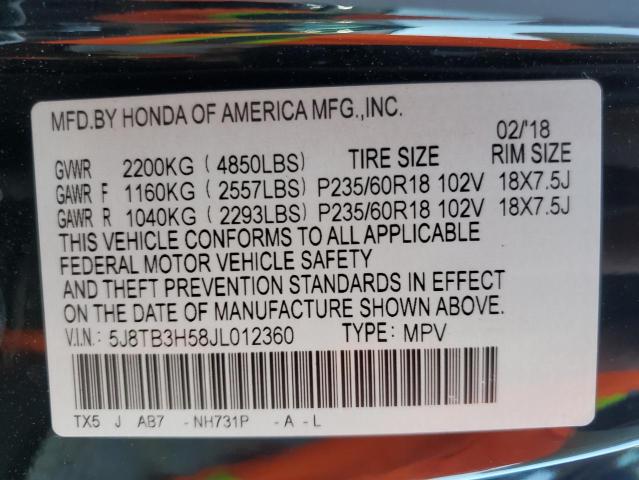 MFD.BY HONDA OF AMERICA MFG.,INC.
02/'18
GVWR 2200KG ( 4850LBS) TIRE SIZE RIM SIZE
GAWR F 1160KG ( 2557LBS) P235/60R18 102V 18X7.5J
GAWR R 1040KG ( 2293LBS) P235/60R18 102V 18X7.5J
THIS VEHICLE CONFORMS TO ALL APPLICABLE
FEDERAL MOTOR VEHICLE SAFETY
AND THEFT PREVENTION STANDARDS IN EFFECT
ON THE DATE OF MANUFACTURE SHOWN ABOVE.
V.I.N.: 5J8TB3H58JL012360 TYPE: MPV
TX5 J AB7 -NH731P -A-L